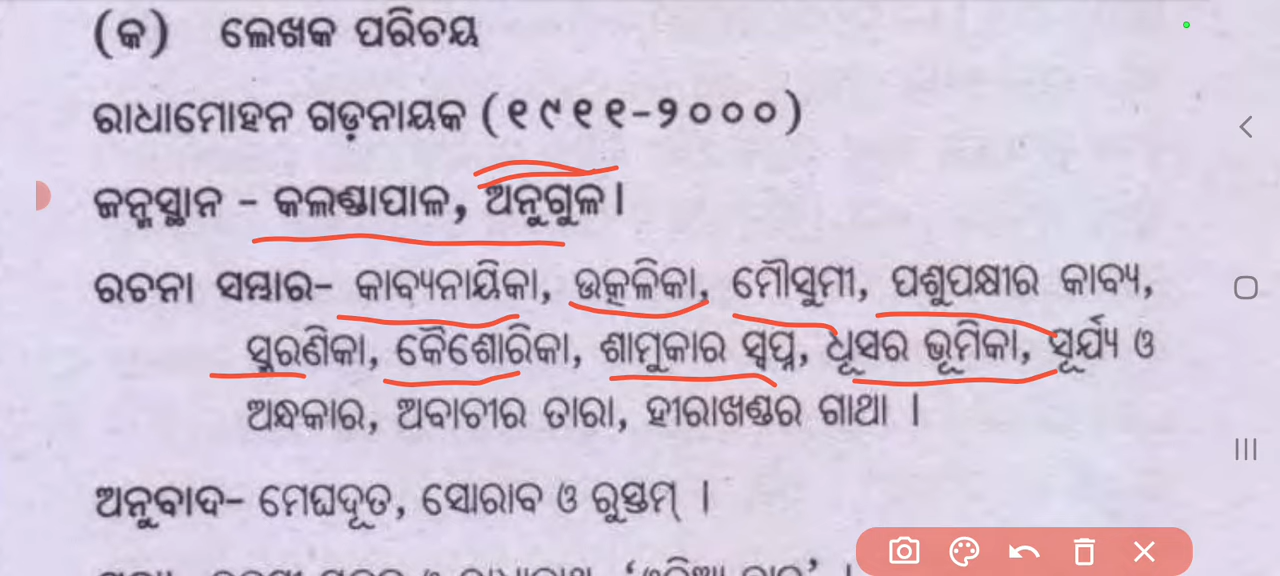 (କ) ଲେଖକ ପରିଚୟ
ରାଧାମୋହନ ଗଡ଼ନାୟକ (୧୯୧୧-୨୦୦୦)
ଜନ୍ମସ୍ଥାନ - କଲଣ୍ଡାପାଳ, ଅନୁଗୁଳ।
ରଚନା ସମ୍ଭାର- କାବ୍ୟନାୟିକା, ଉତ୍କଳିକା, ମୌସୁମୀ, ପଶୁପକ୍ଷୀର କାବ୍ୟ,
ସ୍ମରଣିକା, କୈଶୋରିକା, ଶାମୁକାର ସ୍ୱପ୍ନ, ଧୂସର ଭୂମିକା, ସୂର୍ଯ୍ୟ ଓ
ଅନ୍ଧକାର, ଅବାଚୀର ତାରା, ହୀରାଖଣ୍ଡର ଗାଥା ।
ଅନୁବାଦ- ମେଘଦୂତ, ସୋରାବ ଓ ରୁସ୍ତମ୍ ।